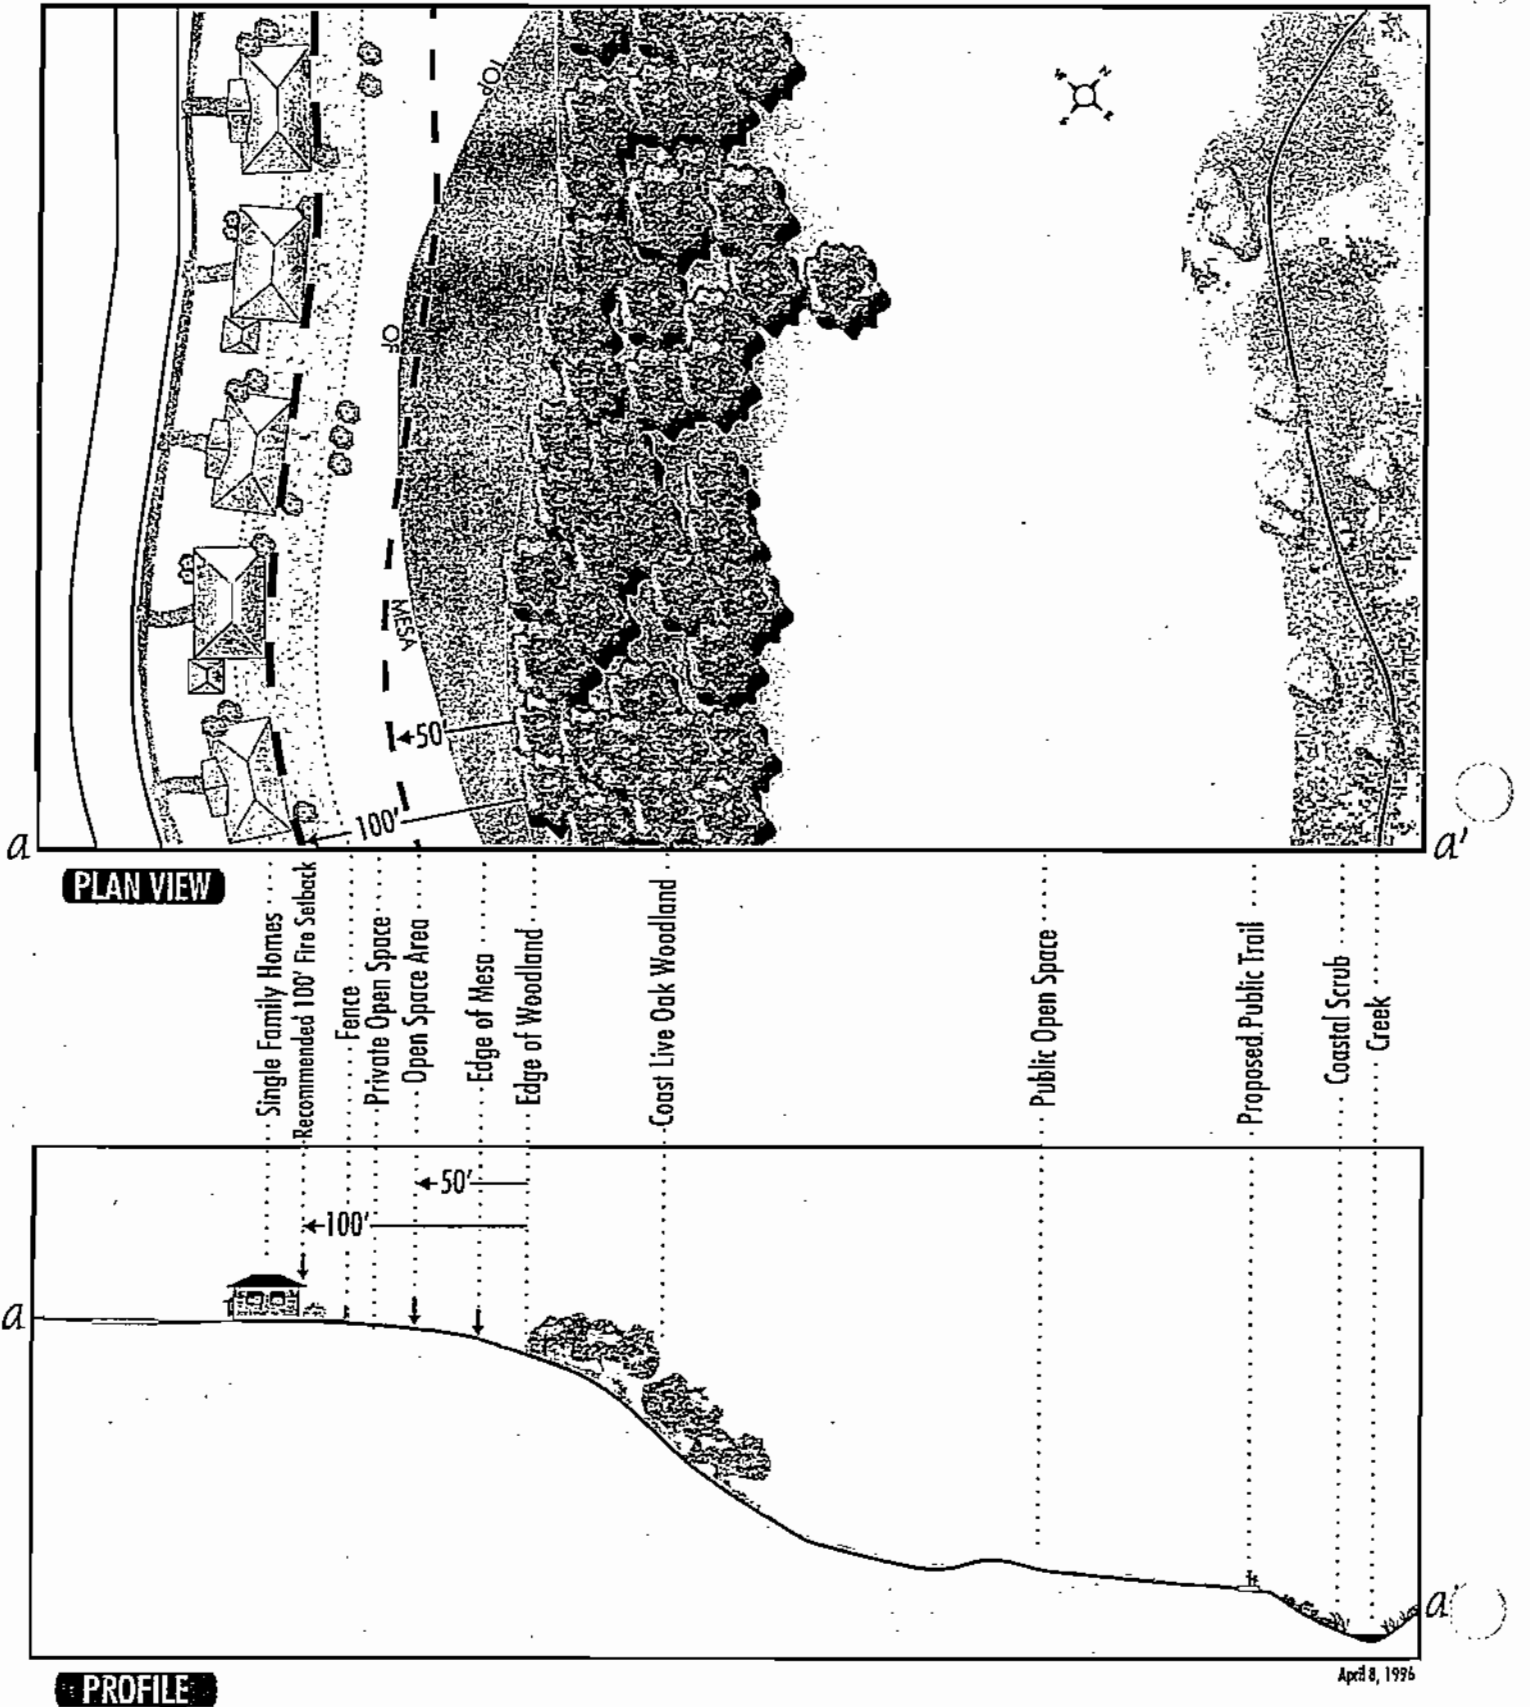 TOP
OF
MESA
50'
100'
a
a'
PLAN VIEW
Single Family Homes
Recommended 100' Fire Setback
Fence
Private Open Space
Open Space Area
Edge of Mesa
Edge of Woodland
Coast Live Oak Woodland
Public Open Space
Proposed Public Trail
Coastal Scrub
Creek
50'
100'
a
a'
April 8, 1996
PROFILE